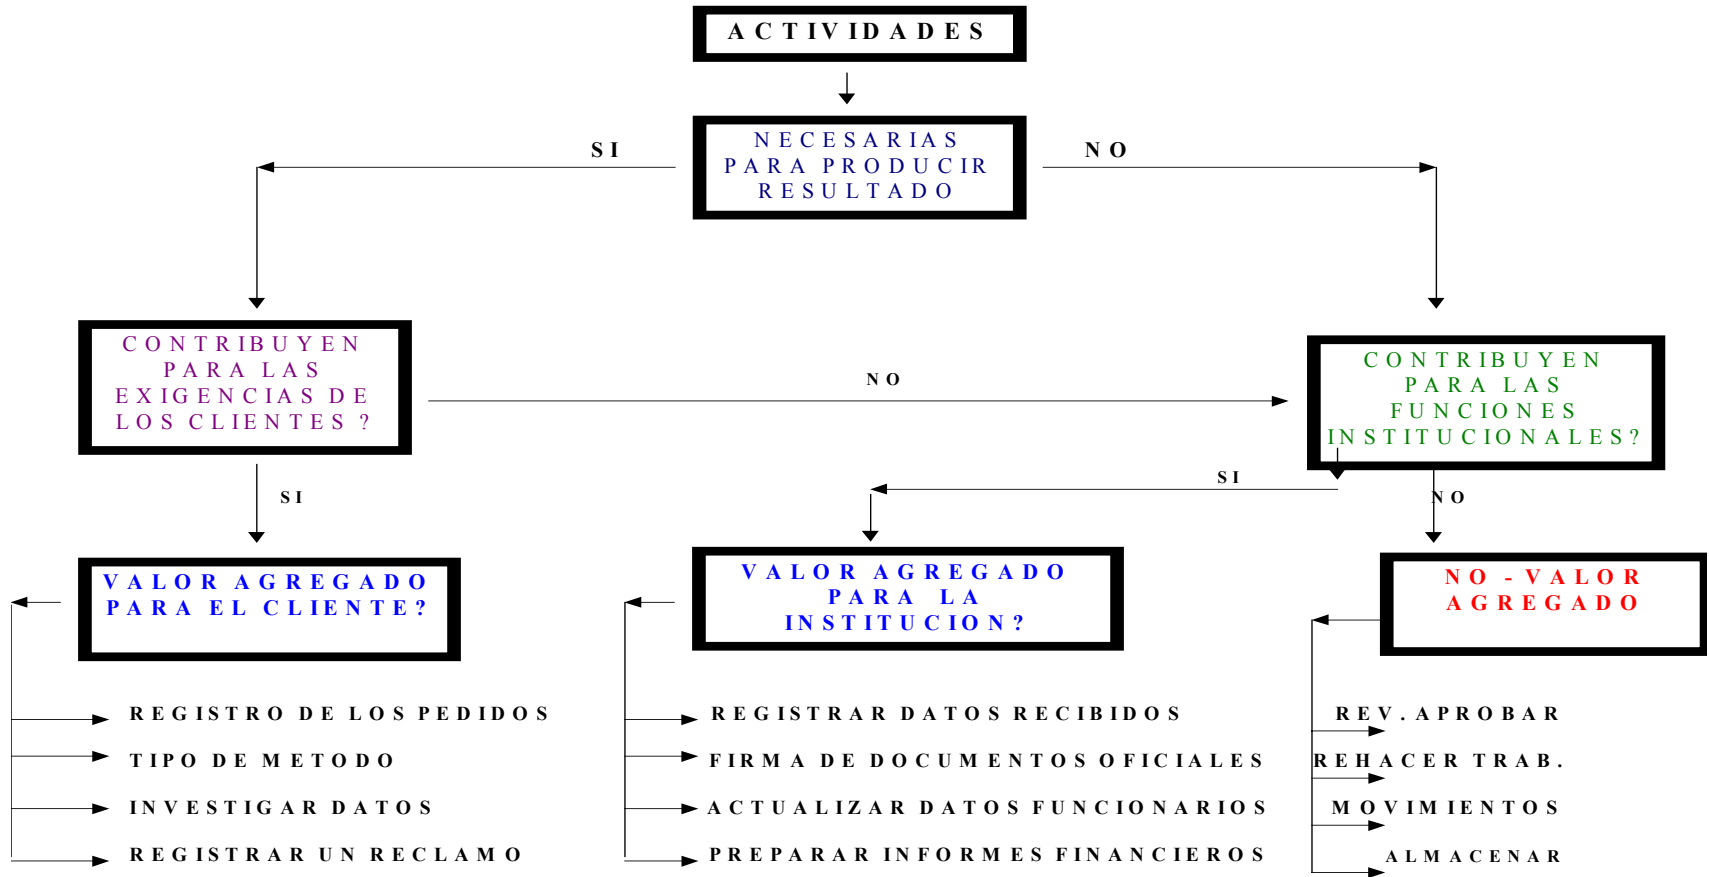 ACTIVIDADES
NECESARIAS
PARA PRODUCIR
RESULTADO
SI
NO
CONTRIBUYEN
PARA LAS
EXIGENCIAS DE
LOS CLIENTES ?
NO
CONTRIBUYEN
PARA LAS
FUNCIONES
INSTITUCIONALES?
SI
SI
NO
VALOR AGREGADO
PARA EL CLIENTE?
VALOR AGREGADO
PARA LA
INSTITUCION?
NO - VALOR
AGREGADO
REGISTRO DE LOS PEDIDOS
TIPO DE METODO
INVESTIGAR DATOS
REGISTRAR UN RECLAMO
REGISTRAR DATOS RECIBIDOS
FIRMA DE DOCUMENTOS OFICIALES
ACTUALIZAR DATOS FUNCIONARIOS
PREPARAR INFORMES FINANCIEROS
REV. APROBAR
REHACER TRAB.
MOVIMIENTOS
ALMACENAR